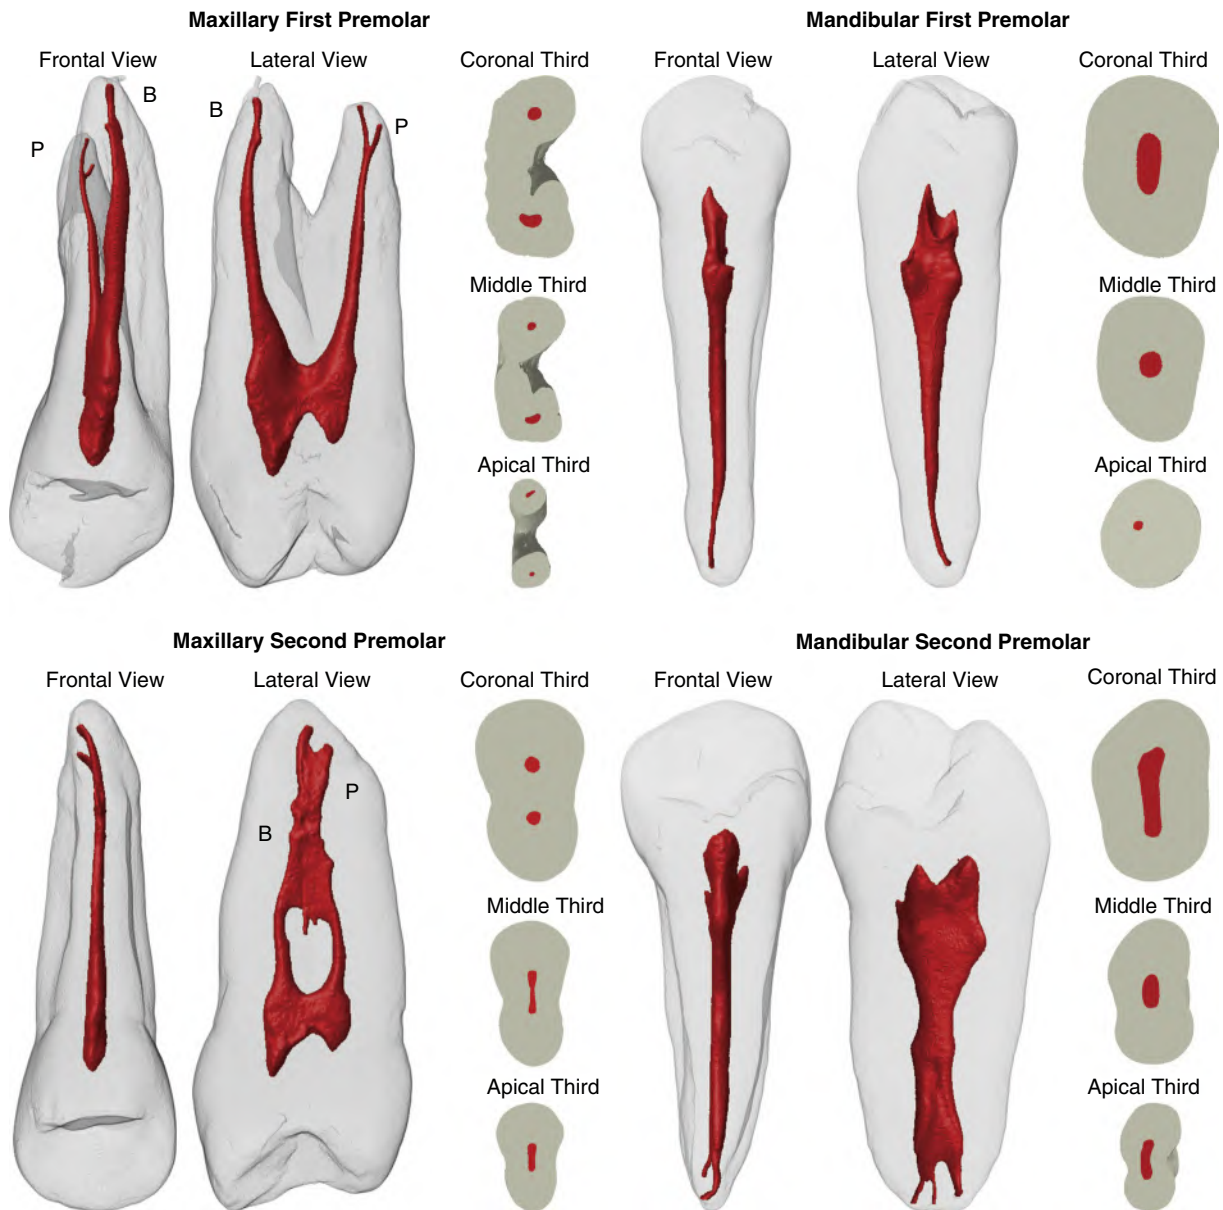 Maxillary First Premolar
Frontal View
Lateral View
Coronal Third
B
P
B
P
Middle Third
Apical Third
Mandibular First Premolar
Frontal View
Lateral View
Coronal Third
Middle Third
Apical Third
Maxillary Second Premolar
Frontal View
Lateral View
Coronal Third
P
B
Middle Third
Apical Third
Mandibular Second Premolar
Frontal View
Lateral View
Coronal Third
Middle Third
Apical Third